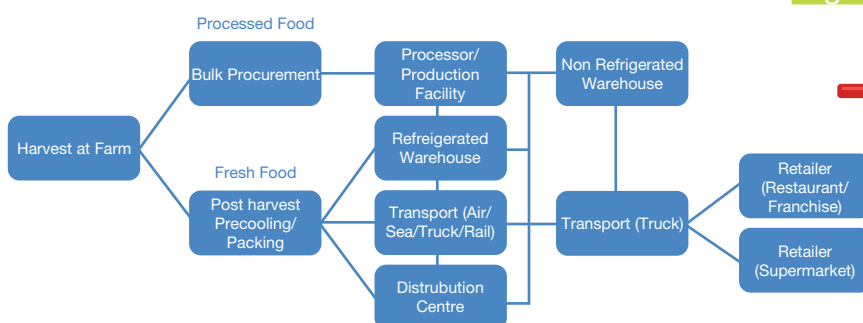 Processed Food
Bulk Procurement
Processor/
Production
Facility
Non Refrigerated
Warehouse
Harvest at Farm
Refreigerated
Warehouse
Fresh Food
Post harvest
Precooling/
Packing
Transport (Air/
Sea/Truck/Rail)
Transport (Truck)
Retailer
(Restaurant/
Franchise)
Retailer
(Supermarket)
Distrubution
Centre